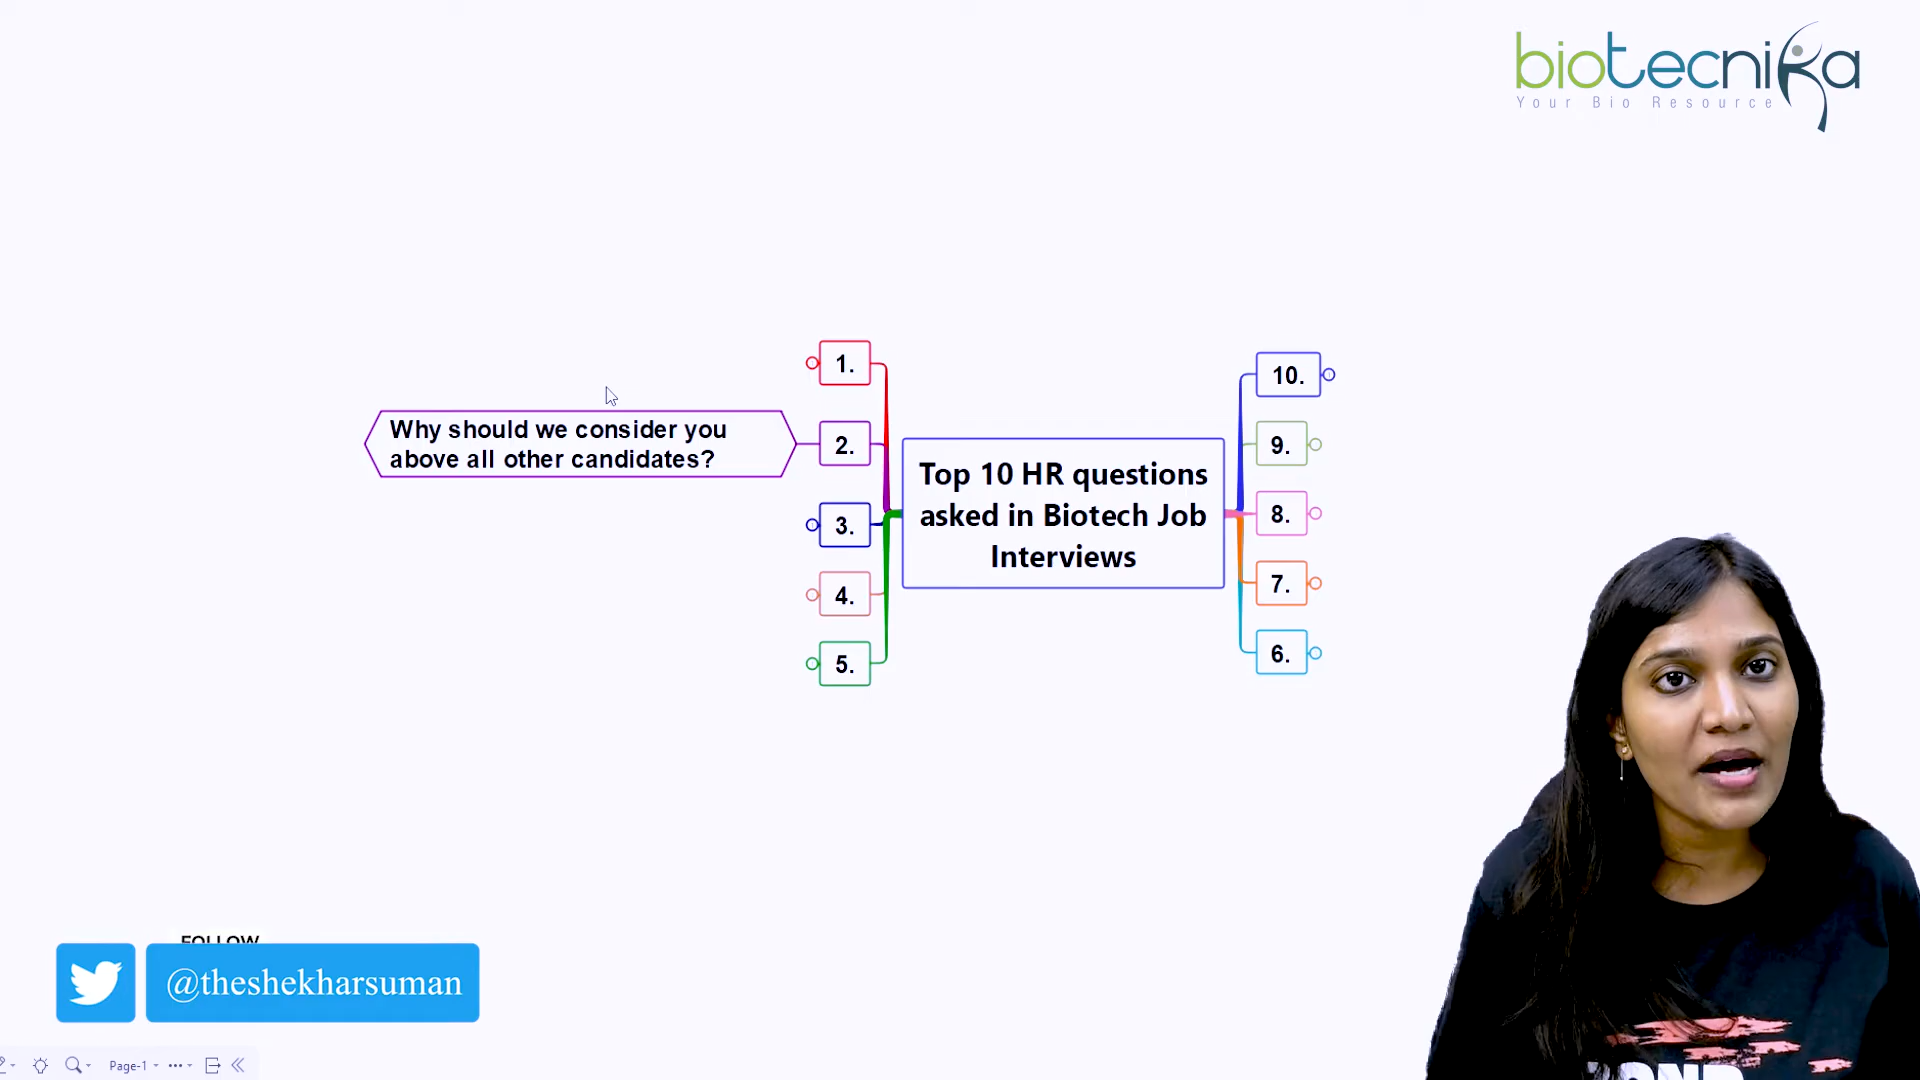 biotecnika
Your Bio Resource
1.
10.
Why should we consider you
above all other candidates?
2.
9.
Top 10 HR questions
asked in Biotech Job
Interviews
3.
8.
4.
7.
5.
6.
FOLLOW
@theshekharsuman
Page-1